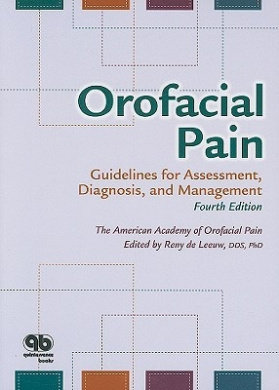 Orofacial
Pain
Guidelines for Assessment,
Diagnosis, and Management
Fourth Edition
The American Academy of Orofacial Pain
Edited by Reny de Leeuw, DDS, PhD
quintessence
books